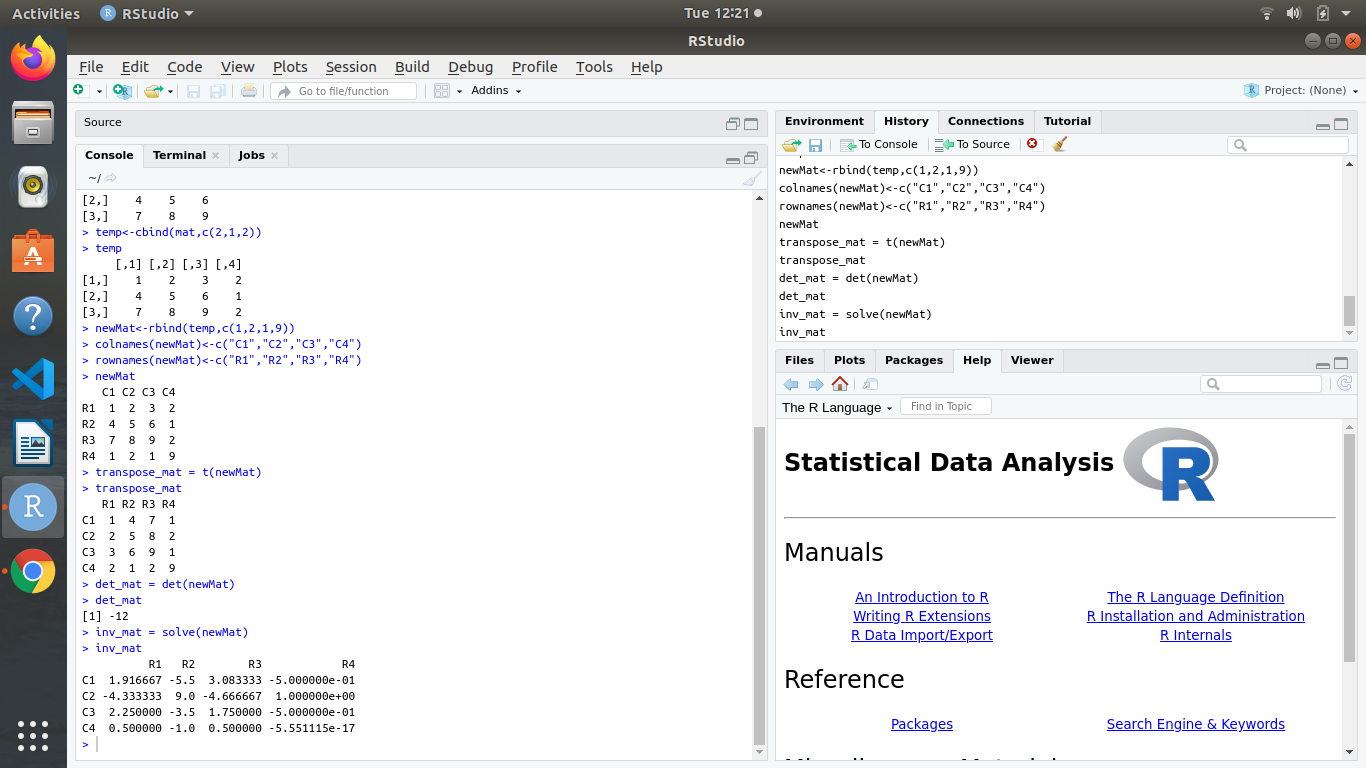 Activities RStudio Tue 12:21
RStudio
File Edit Code View Plots Session Build Debug Profile Tools Help
Go to file/function Addins Project: (None)
Source
Console Terminal Jobs
~/
[2,] 4 5 6
[3,] 7 8 9
> temp<-cbind(mat,c(2,1,2))
> temp
[,1] [,2] [,3] [,4]
[1,] 1 2 3 2
[2,] 4 5 6 1
[3,] 7 8 9 2
> newMat<-rbind(temp,c(1,2,1,9))
> colnames(newMat)<-c("C1","C2","C3","C4")
> rownames(newMat)<-c("R1","R2","R3","R4")
> newMat
C1 C2 C3 C4
R1 1 2 3 2
R2 4 5 6 1
R3 7 8 9 2
R4 1 2 1 9
> transpose_mat = t(newMat)
> transpose_mat
R1 R2 R3 R4
C1 1 4 7 1
C2 2 5 8 2
C3 3 6 9 1
C4 2 1 2 9
> det_mat = det(newMat)
> det_mat
[1] -12
> inv_mat = solve(newMat)
> inv_mat
R1 R2 R3 R4
C1 1.916667 -5.5 3.083333 -5.000000e-01
C2 -4.333333 9.0 -4.666667 1.000000e+00
C3 2.250000 -3.5 1.750000 -5.000000e-01
C4 0.500000 -1.0 0.500000 -5.551115e-17
>
Environment History Connections Tutorial
To Console To Source
newMat<-rbind(temp,c(1,2,1,9))
colnames(newMat)<-c("C1","C2","C3","C4")
rownames(newMat)<-c("R1","R2","R3","R4")
newMat
transpose_mat = t(newMat)
transpose_mat
det_mat = det(newMat)
det_mat
inv_mat = solve(newMat)
inv_mat
Files Plots Packages Help Viewer
The R Language Find in Topic
Statistical Data Analysis R
Manuals
An Introduction to R The R Language Definition
Writing R Extensions R Installation and Administration
R Data Import/Export R Internals
Reference
Packages Search Engine & Keywords